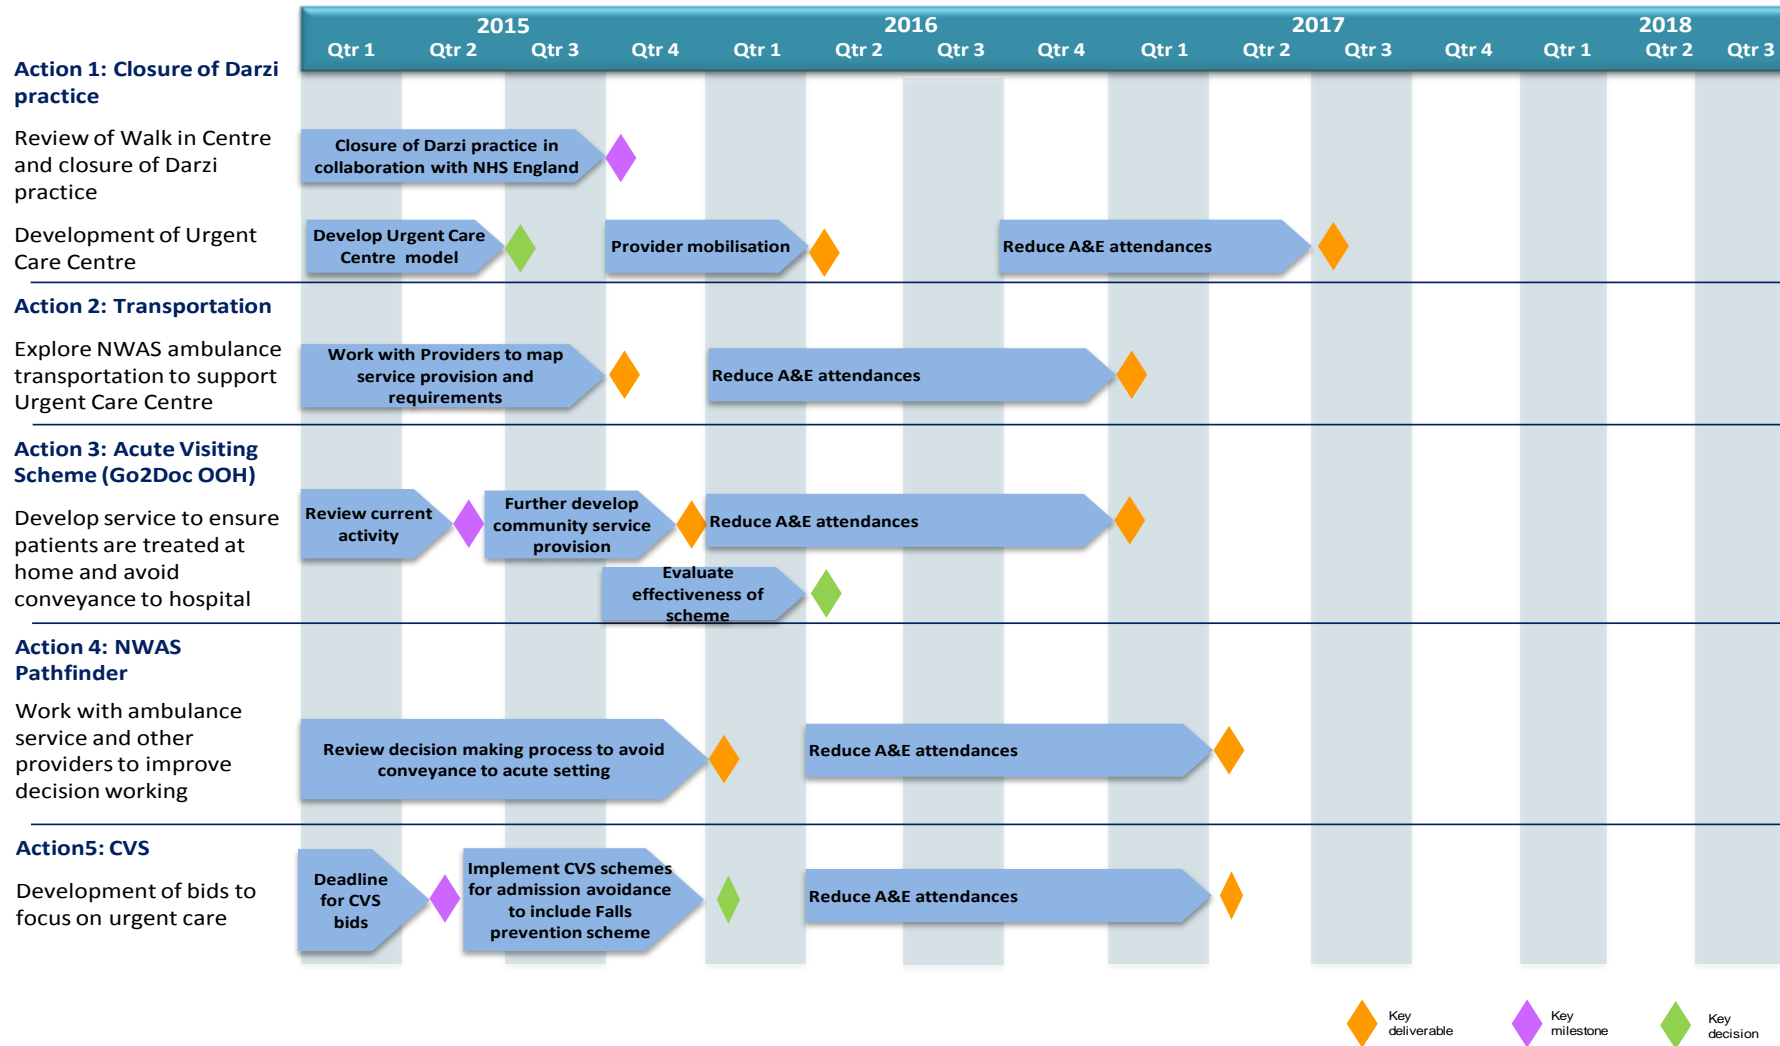 2015
2016
2017
2018
Qtr 1 Qtr 2 Qtr 3 Qtr 4 Qtr 1 Qtr 2 Qtr 3 Qtr 4 Qtr 1 Qtr 2 Qtr 3 Qtr 4 Qtr 1 Qtr 2 Qtr 3
Action 1: Closure of Darzi
practice
Review of Walk in Centre
and closure of Darzi
practice
Closure of Darzi practice in
collaboration with NHS England
Development of Urgent
Care Centre
Develop Urgent Care
Centre model
Provider mobilisation
Reduce A&E attendances
Action 2: Transportation
Explore NWAS ambulance
transportation to support
Urgent Care Centre
Work with Providers to map
service provision and
requirements
Reduce A&E attendances
Action 3: Acute Visiting
Scheme (Go2Doc OOH)
Develop service to ensure
patients are treated at
home and avoid
conveyance to hospital
Review current
activity
Further develop
community service
provision
Reduce A&E attendances
Evaluate
effectiveness of
scheme
Action 4: NWAS
Pathfinder
Work with ambulance
service and other
providers to improve
decision working
Review decision making process to avoid
conveyance to acute setting
Reduce A&E attendances
Action5: CVS
Development of bids to
focus on urgent care
Deadline
for CVS
bids
Implement CVS schemes
for admission avoidance
to include Falls
prevention scheme
Reduce A&E attendances
Key
deliverable
Key
milestone
Key
decision